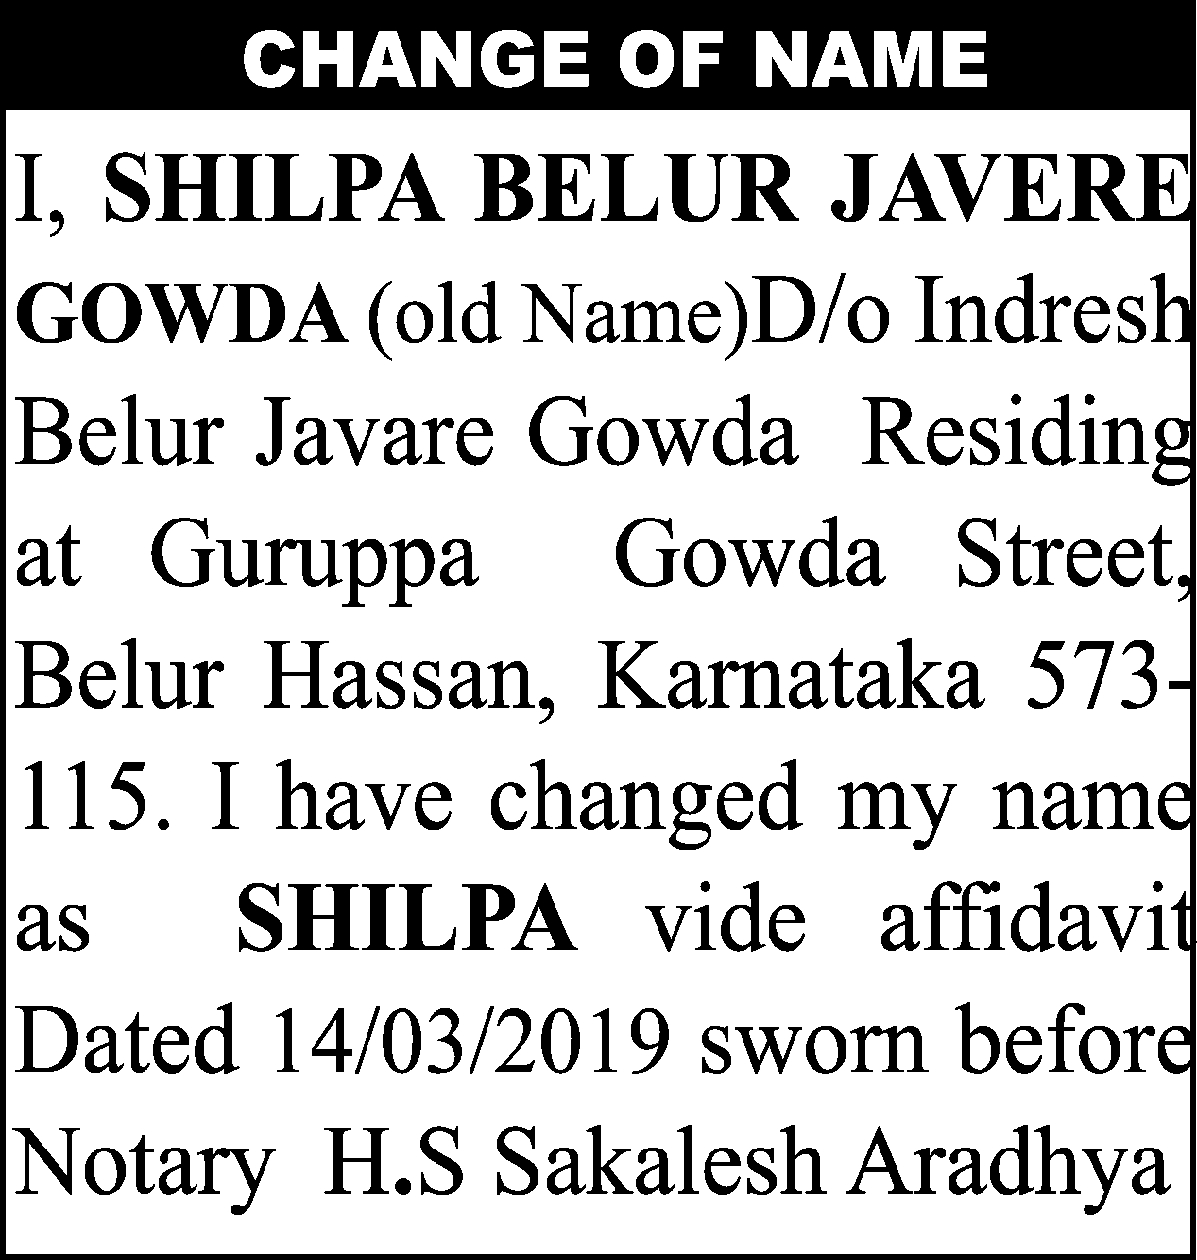 CHANGE OF NAME
I, SHILPA BELUR JAVERE
GOWDA (old Name)D/o Indresh
Belur Javare Gowda Residing
at Guruppa Gowda Street,
Belur Hassan, Karnataka 573-
115. I have changed my name
as SHILPA vide affidavit
Dated 14/03/2019 sworn before
Notary H.S Sakalesh Aradhya